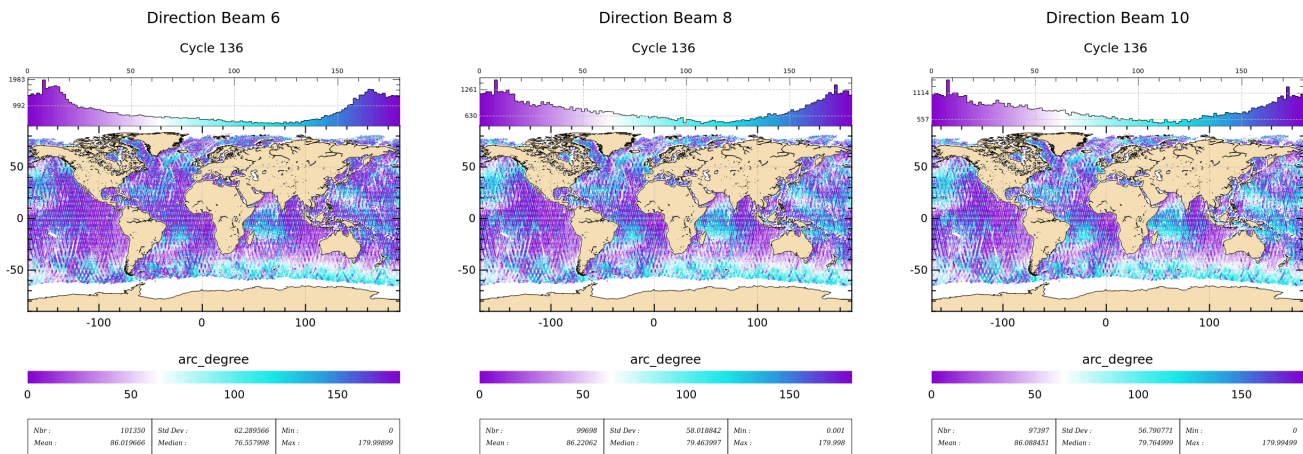 Direction Beam 6
Cycle 136
0 50 100 150
1983
992
50
0
-50
-100 0 100
arc_degree
0 50 100 150
Nbr : 101350 Std Dev : 62.289566 Min : 0
Mean : 86.019666 Median : 76.557998 Max : 179.99899
Direction Beam 8
Cycle 136
0 50 100 150
1261
630
50
0
-50
-100 0 100
arc_degree
0 50 100 150
Nbr : 99698 Std Dev : 58.018842 Min : 0.001
Mean : 86.22062 Median : 79.463997 Max : 179.998
Direction Beam 10
Cycle 136
0 50 100 150
1114
557
50
0
-50
-100 0 100
arc_degree
0 50 100 150
Nbr : 97397 Std Dev : 56.790771 Min : 0
Mean : 86.088451 Median : 79.764999 Max : 179.99499